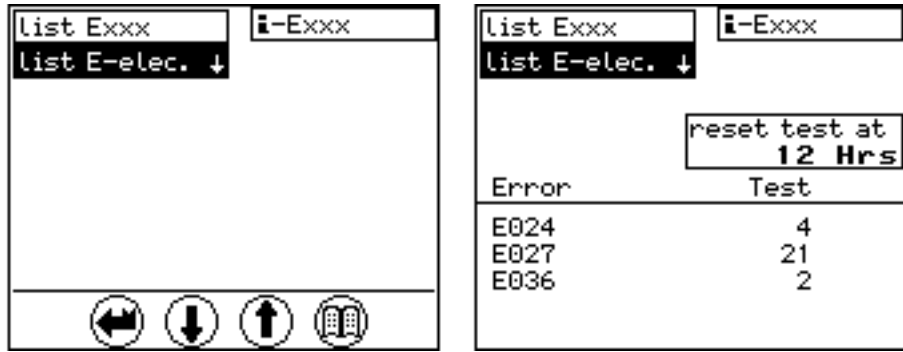 list Exxx
i-Exxx
list E-elec. ↓
list Exxx
i-Exxx
list E-elec. ↓
reset test at
12 Hrs
Error Test
E024 4
E027 21
E036 2